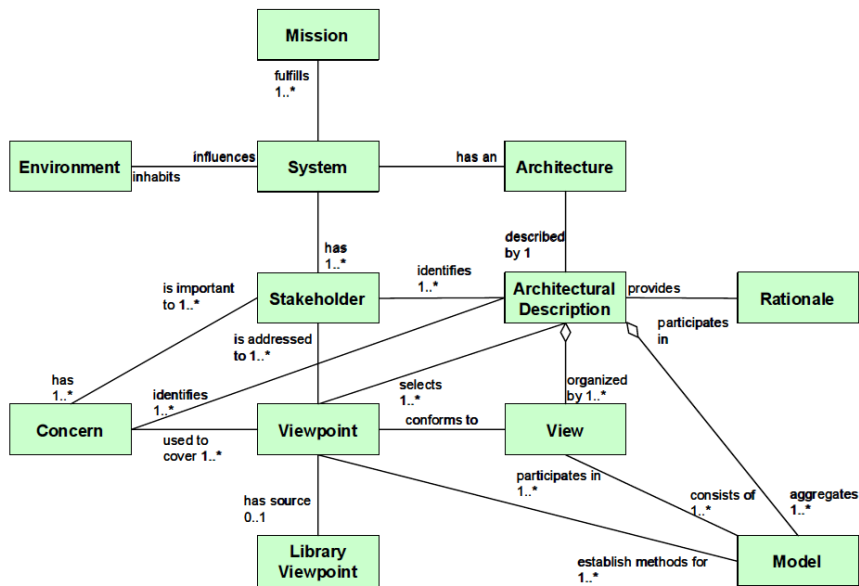 Mission
fulfills
1..*
Environment
influences
inhabits
System
has an
Architecture
has
1..*
described
by 1
is important
to 1..*
Stakeholder
identifies
1..*
Architectural
Description
provides
Rationale
participates
in
is addressed
to 1..*
has
1..*
identifies
1..*
selects
1..*
organized
by 1..*
Concern
used to
cover 1..*
Viewpoint
conforms to
View
participates in
1..*
consists of
1..*
aggregates
1..*
has source
0..1
Library
Viewpoint
establish methods for
1..*
Model